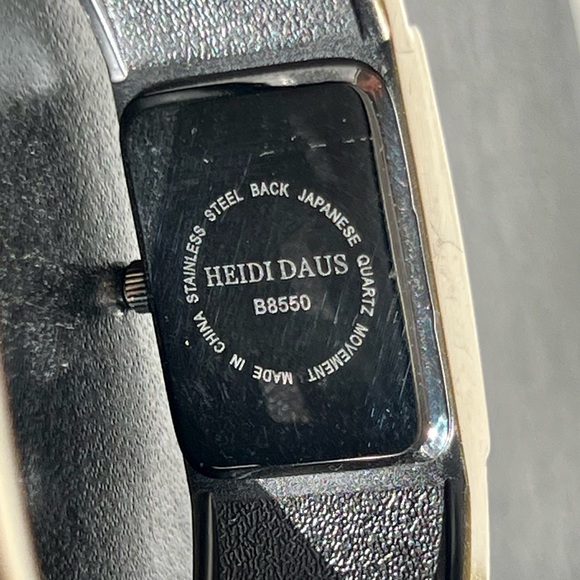 STAINLESS STEEL BACK JAPANESE QUARTZ MOVEMENT MADE IN CHINA
HEIDI DAUS
B8550